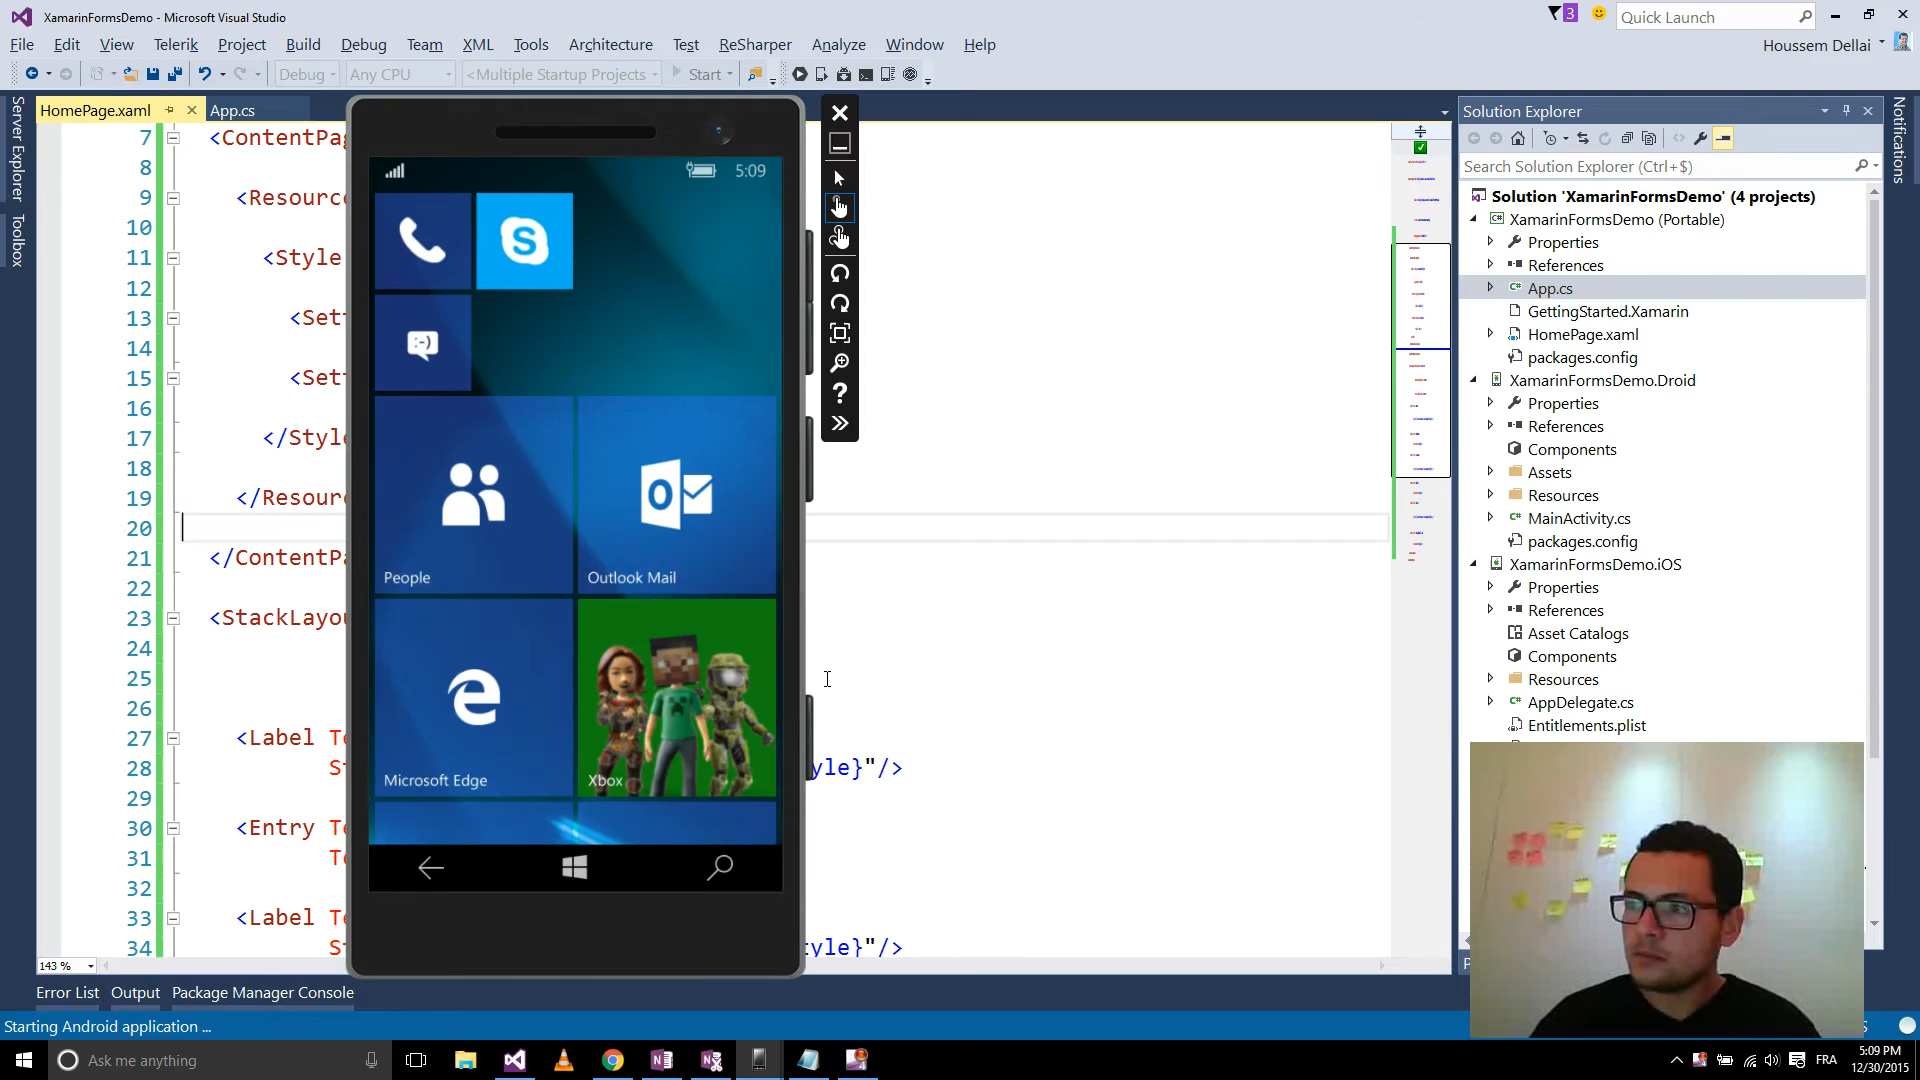 XamarinFormsDemo - Microsoft Visual Studio
3
Quick Launch
File Edit View Telerik Project Build Debug Team XML Tools Architecture Test ReSharper Analyze Window Help
Houssem Dellai
Debug Any CPU <Multiple Startup Projects> Start
HomePage.xaml App.cs
Server Explorer
Toolbox
Notifications
7 <ContentPa
8
9 <Resourc
10
11 <Style
12
13 <Set
14
15 <Set
16
17 </Styl
18
19 </Resour
20
21 </ContentP
22
23 <StackLayo
24
25
26
27 <Label T
28 S yle}"/>
29
30 <Entry T
31 T
32
33 <Label T
34 S yle}"/>
5:09
S
:-)
People
Outlook Mail
Microsoft Edge
Xbox
?
Solution Explorer
Search Solution Explorer (Ctrl+$)
Solution 'XamarinFormsDemo' (4 projects)
XamarinFormsDemo (Portable)
Properties
References
App.cs
GettingStarted.Xamarin
HomePage.xaml
packages.config
XamarinFormsDemo.Droid
Properties
References
Components
Assets
Resources
MainActivity.cs
packages.config
XamarinFormsDemo.iOS
Properties
References
Asset Catalogs
Components
Resources
AppDelegate.cs
Entitlements.plist
143 %
Error List Output Package Manager Console
Starting Android application ...
Ask me anything
FRA
5:09 PM
12/30/2015